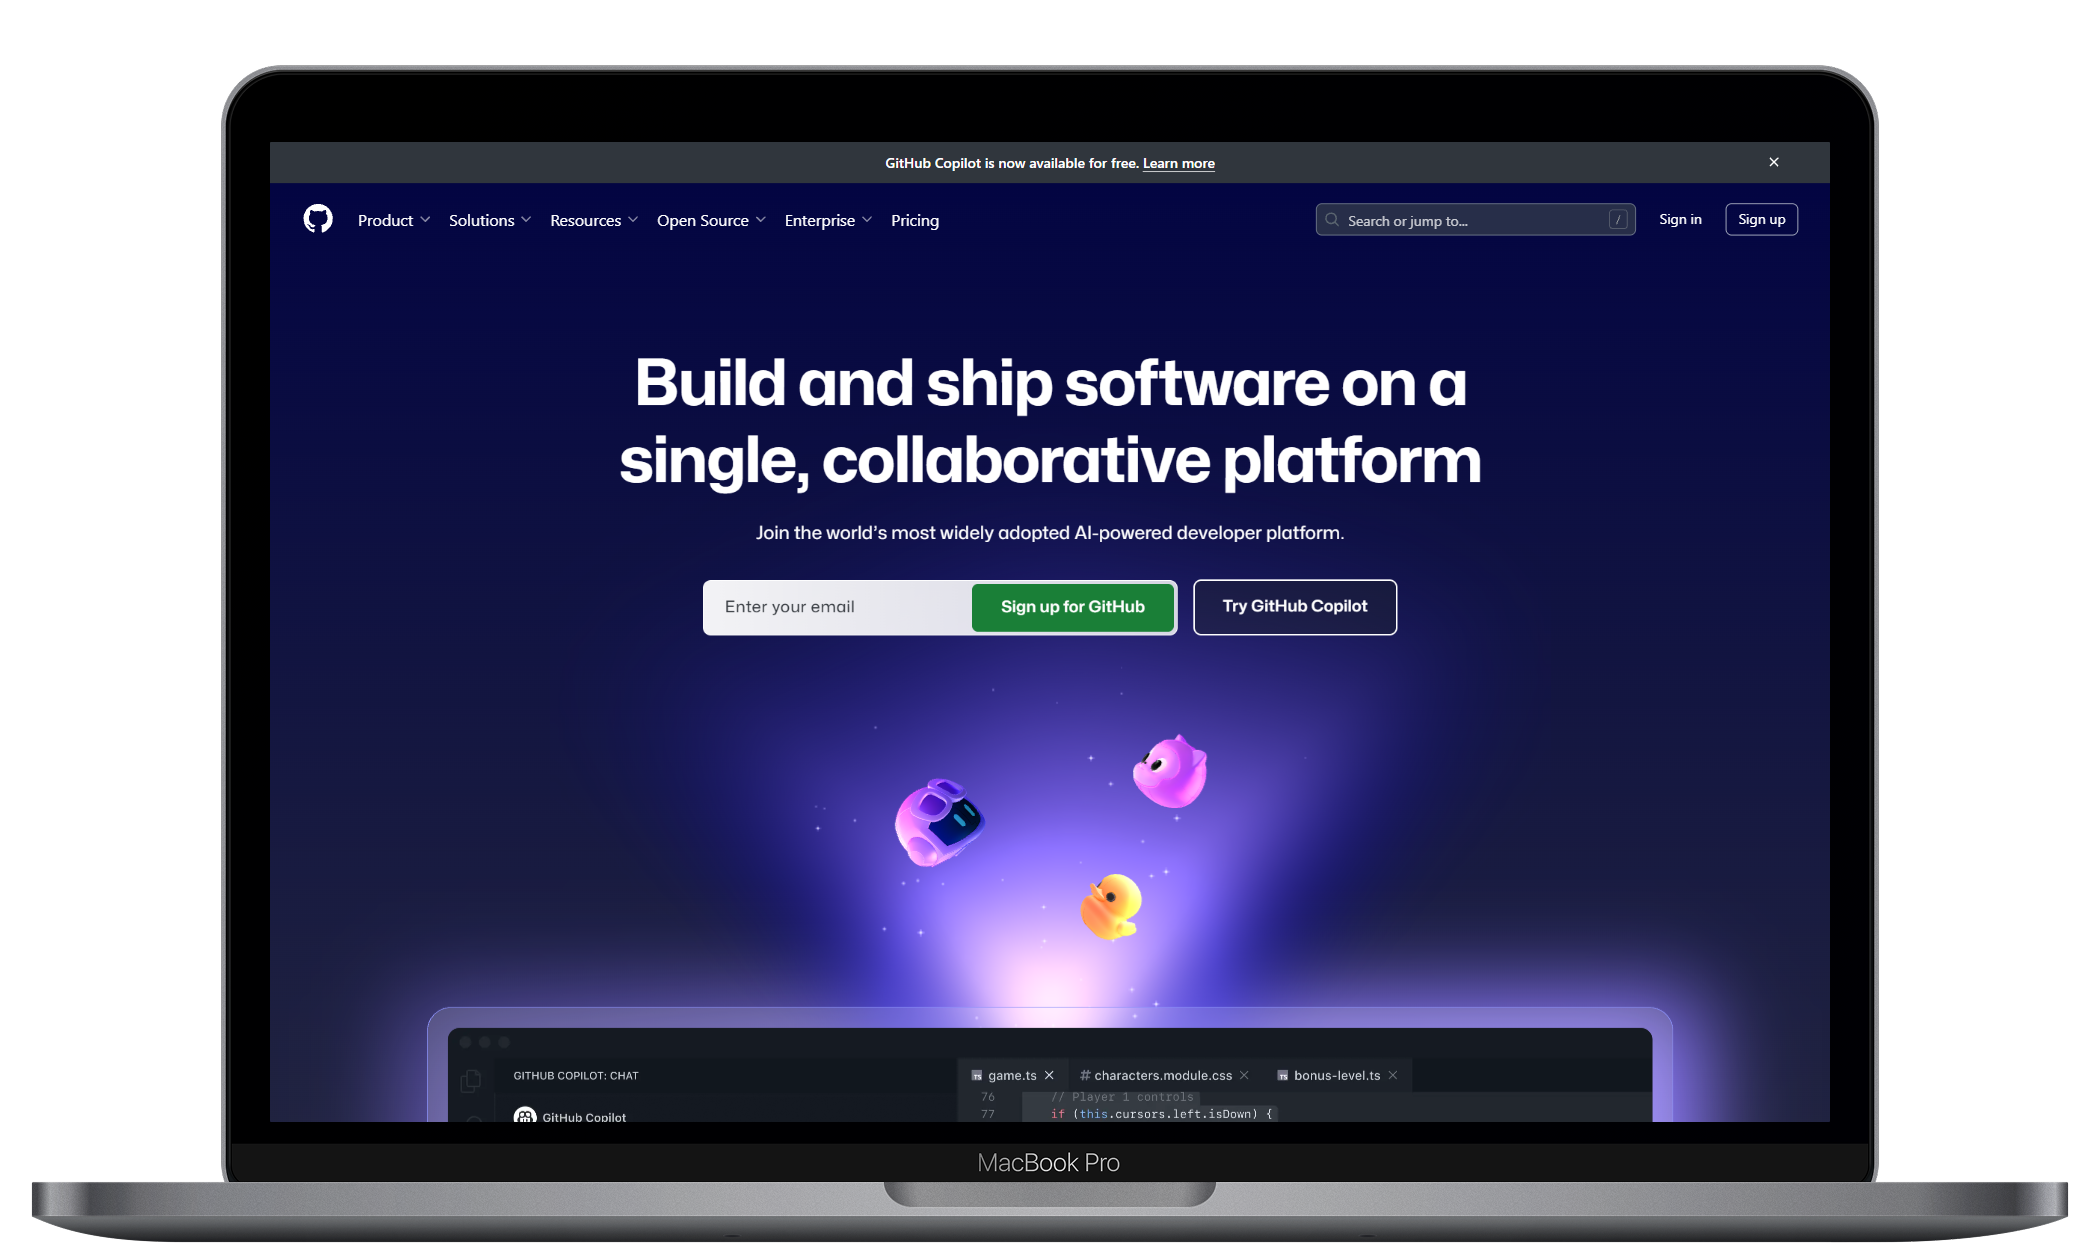 GitHub Copilot is now available for free. Learn more
Product Solutions Resources Open Source Enterprise Pricing
Search or jump to... /
Sign in
Sign up
Build and ship software on a
single, collaborative platform
Join the world's most widely adopted AI-powered developer platform.
Enter your email
Sign up for GitHub
Try GitHub Copilot
GITHUB COPILOT: CHAT
GitHub Copilot
TS game.ts
# characters.module.css
TS bonus-level.ts
76 // Player 1 controls
77 if (this.cursors.left.isDown) {
MacBook Pro